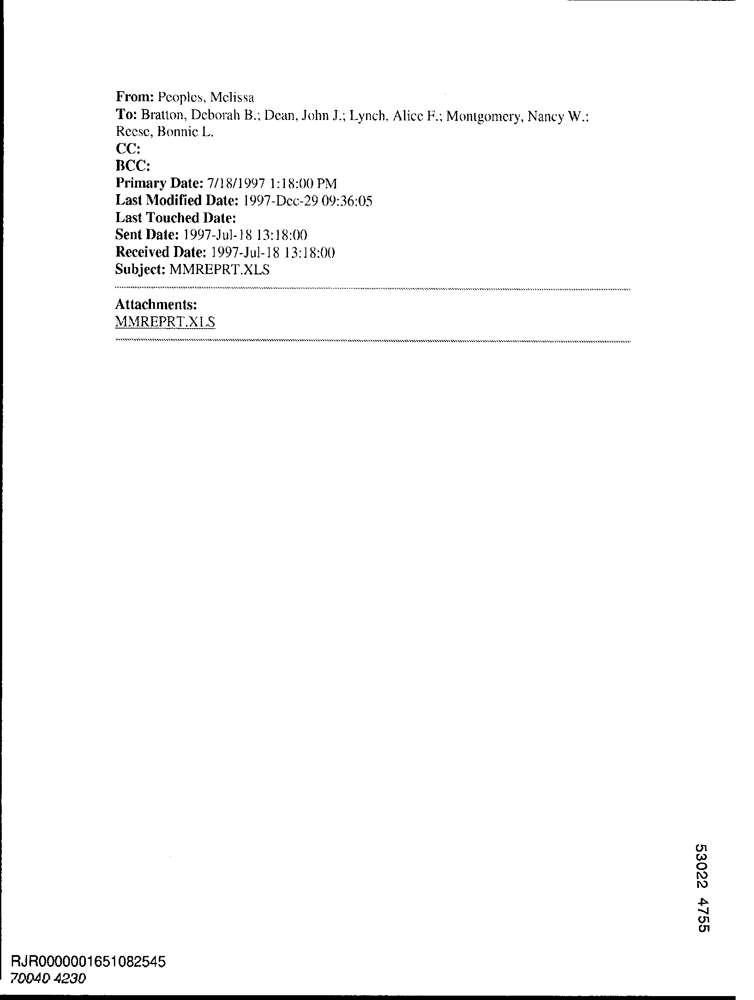 From: Peoples, Melissa
To: Bratton, Deborah B.; Dean, John J.; Lynch, Alice F.; Montgomery, Nancy W.;
Reese, Bonnie L.
CC:
BCC:
Primary Date: 7/18/1997 1:18:00 PM
Last Modified Date: 1997-Dec-29 09:36:05
Last Touched Date:
Sent Date: 1997-Jul-18 13:18:00
Received Date: 1997-Jul-18 13:18:00
Subject: MMREPRT.XLS
Attachments:
MMREPRT.XLS
53022 4755
RJR0000001651082545
70040 4230